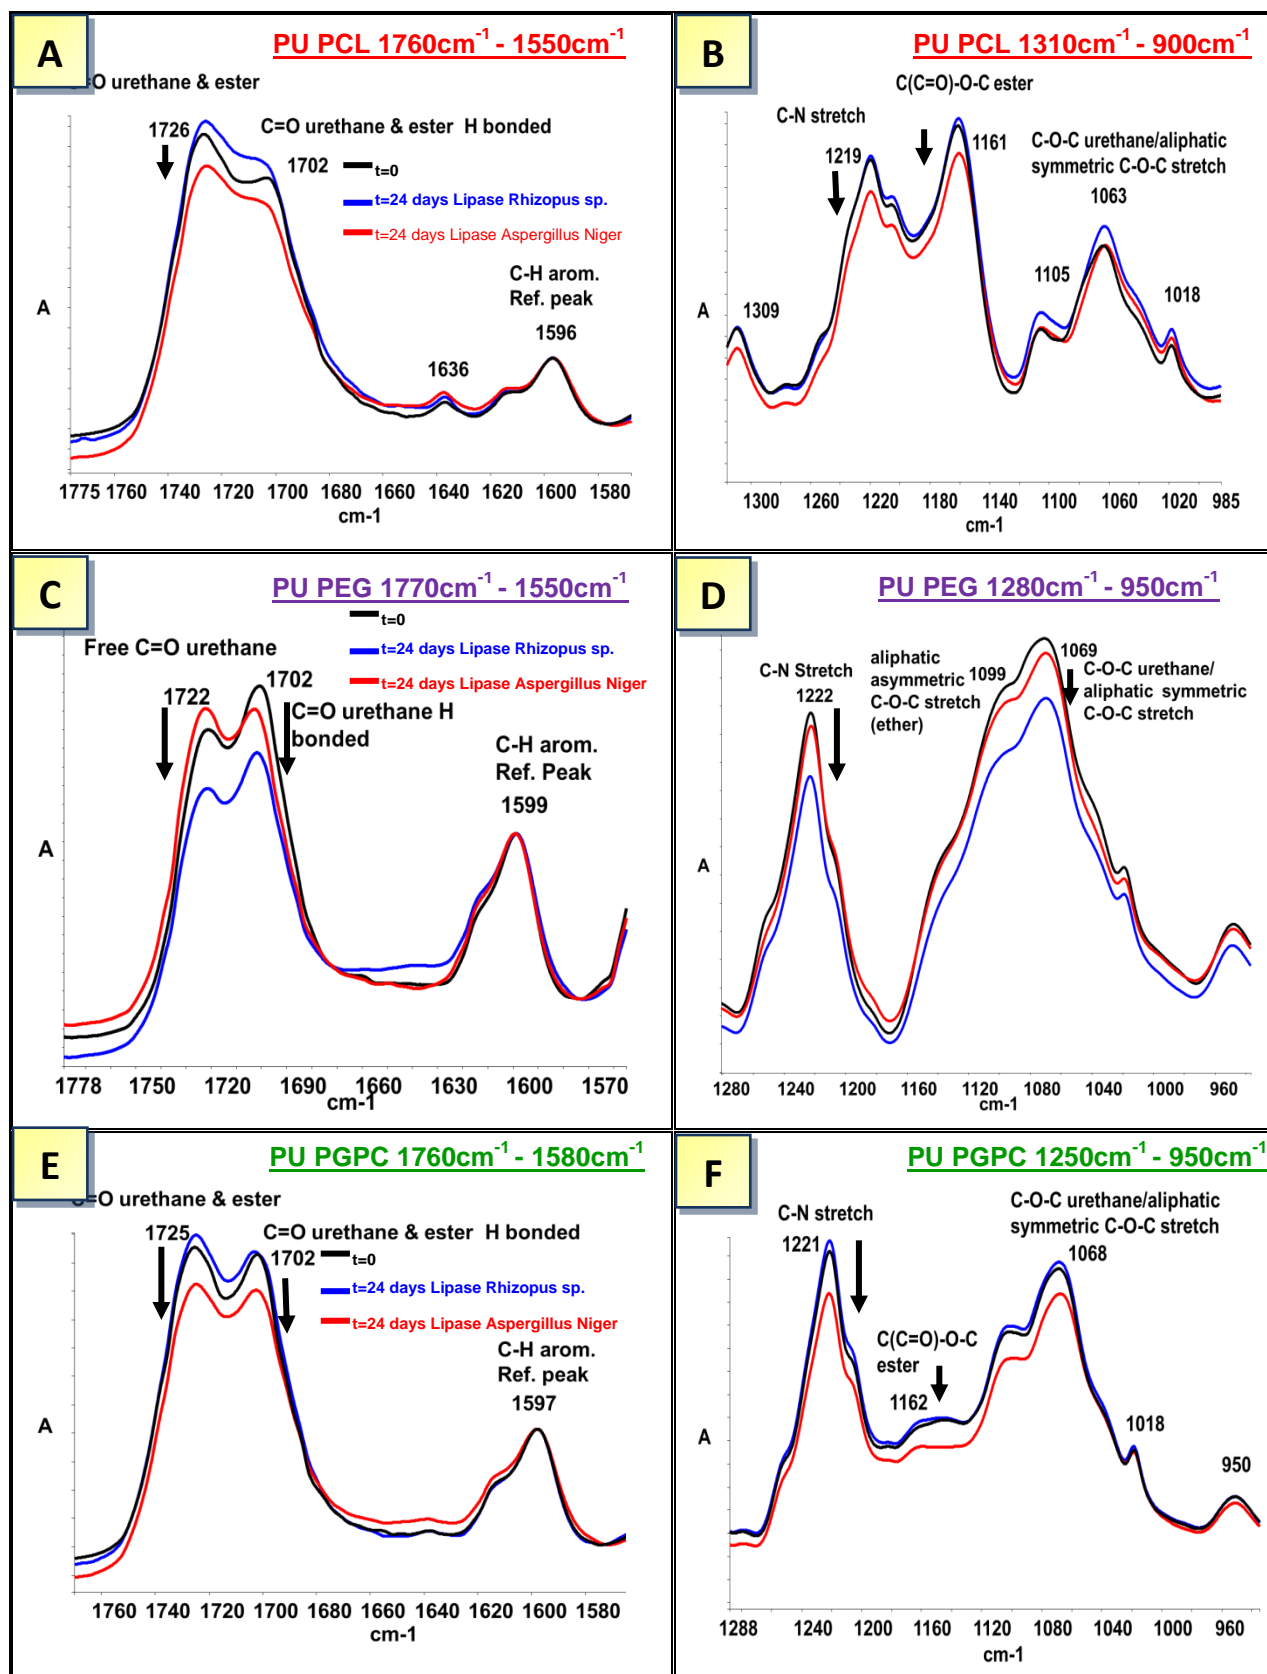 A
PU PCL 1760cm⁻¹ - 1550cm⁻¹
C=O urethane & ester
1726
C=O urethane & ester H bonded
1702
t=0
t=24 days Lipase Rhizopus sp.
t=24 days Lipase Aspergillus Niger
C-H arom.
Ref. peak
1596
1636
A
1775 1760 1740 1720 1700 1680 1660 1640 1620 1600 1580
cm-1
B
PU PCL 1310cm⁻¹ - 900cm⁻¹
C(C=O)-O-C ester
C-N stretch
1219
1161
C-O-C urethane/aliphatic
symmetric C-O-C stretch
1063
1105
1018
1309
A
1300 1260 1220 1180 1140 1100 1060 1020 985
cm-1
C
PU PEG 1770cm⁻¹ - 1550cm⁻¹
t=0
t=24 days Lipase Rhizopus sp.
t=24 days Lipase Aspergillus Niger
Free C=O urethane
1722
1702
C=O urethane H
bonded
C-H arom.
Ref. Peak
1599
A
1778 1750 1720 1690 1660 1630 1600 1570
cm-1
D
PU PEG 1280cm⁻¹ - 950cm⁻¹
C-N Stretch
1222
aliphatic
asymmetric 1099
C-O-C stretch
(ether)
1069
C-O-C urethane/
aliphatic symmetric
C-O-C stretch
A
1280 1240 1200 1160 1120 1080 1040 1000 960
cm-1
E
PU PGPC 1760cm⁻¹ - 1580cm⁻¹
C=O urethane & ester
1725
C=O urethane & ester H bonded
1702
t=0
t=24 days Lipase Rhizopus sp.
t=24 days Lipase Aspergillus Niger
C-H arom.
Ref. peak
1597
A
1760 1740 1720 1700 1680 1660 1640 1620 1600 1580
cm-1
F
PU PGPC 1250cm⁻¹ - 950cm⁻¹
C-O-C urethane/aliphatic
symmetric C-O-C stretch
C-N stretch
1221
1068
C(C=O)-O-C
ester
1162
1018
950
A
1288 1240 1200 1160 1120 1080 1040 1000 960
cm-1